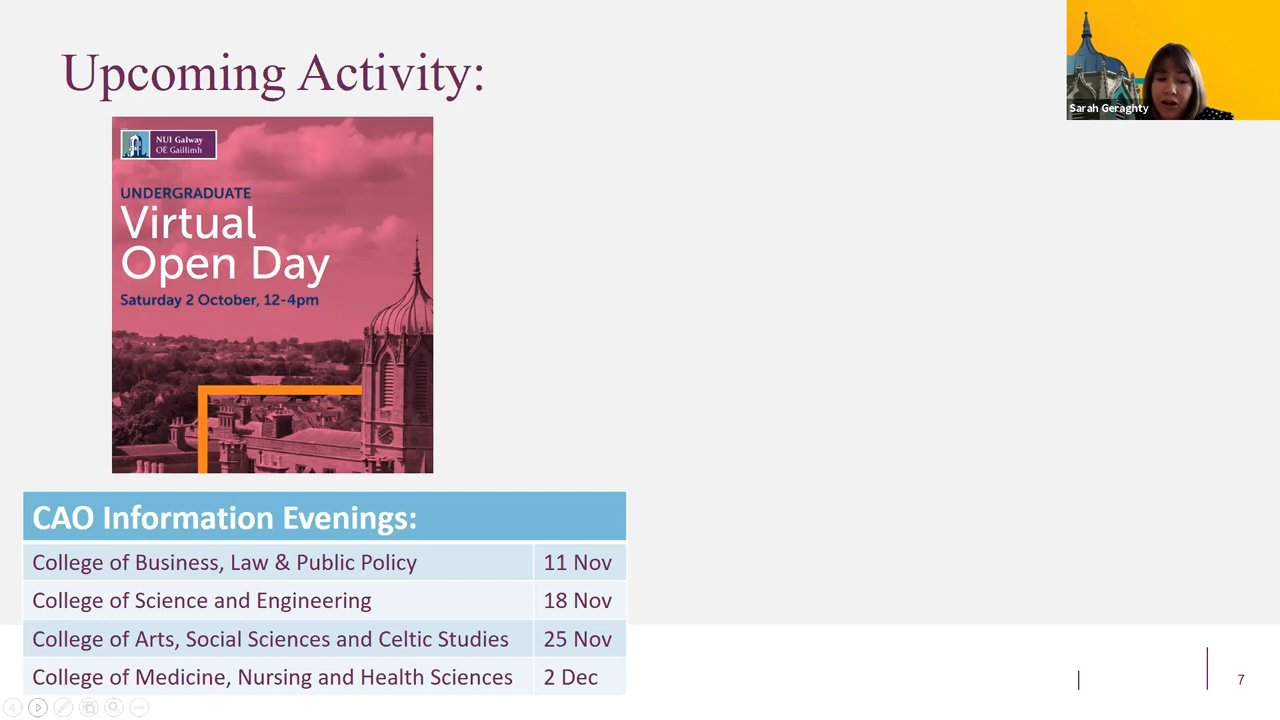 Upcoming Activity:
Sarah Geraghty
NUI Galway
OÉ Gaillimh
UNDERGRADUATE
Virtual
Open Day
Saturday 2 October, 12-4pm
CAO Information Evenings:
College of Business, Law & Public Policy 11 Nov
College of Science and Engineering 18 Nov
College of Arts, Social Sciences and Celtic Studies 25 Nov
College of Medicine, Nursing and Health Sciences 2 Dec
7